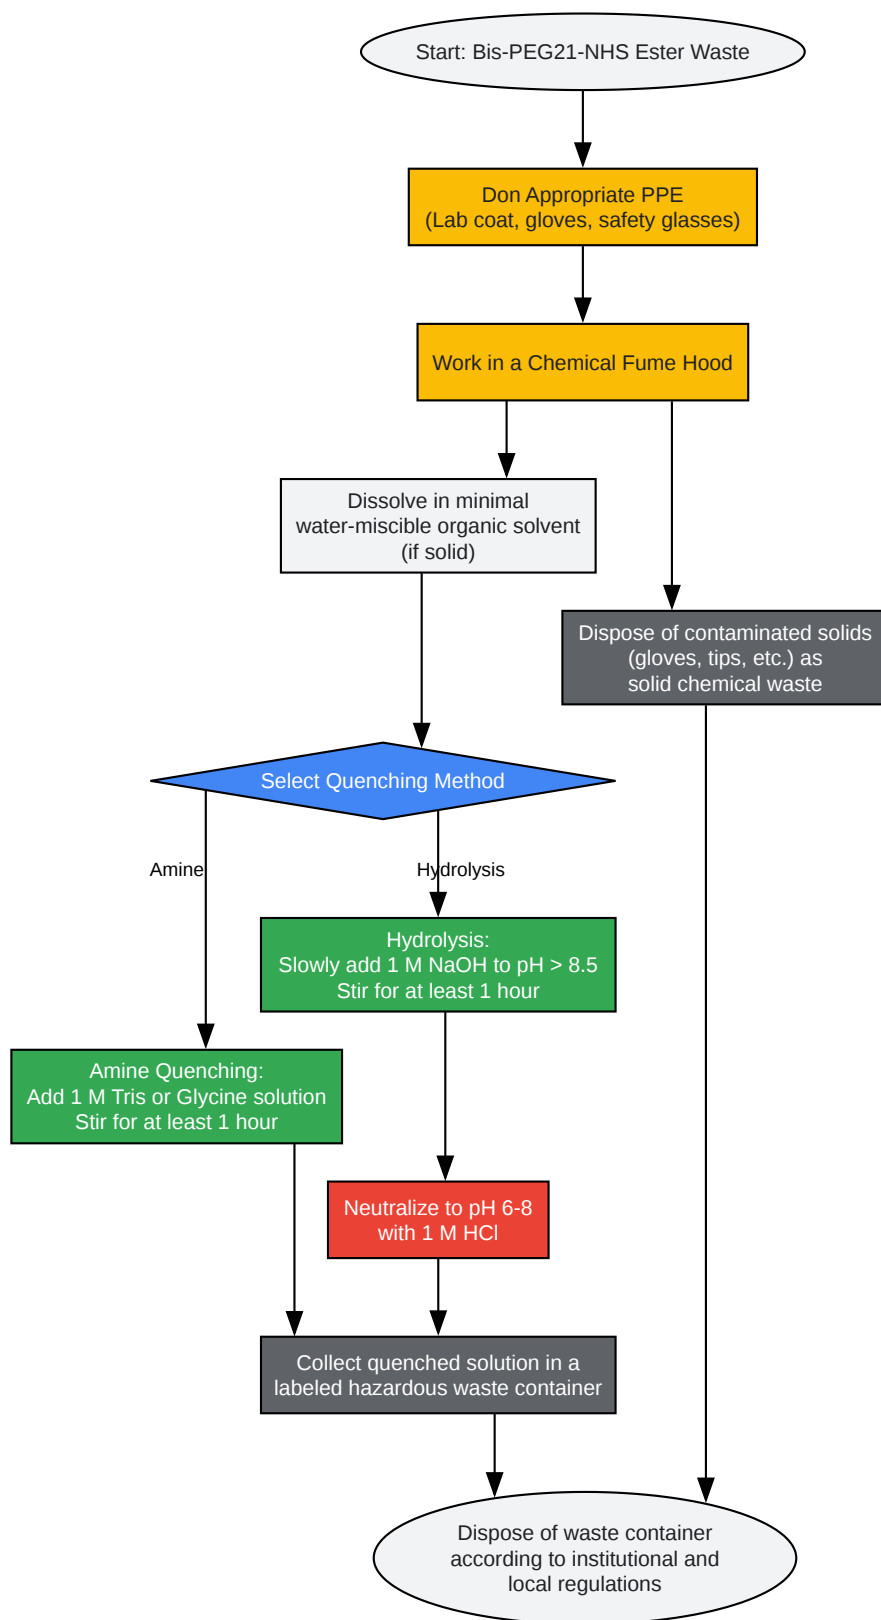 Start: Bis-PEG21-NHS Ester Waste
Don Appropriate PPE
(Lab coat, gloves, safety glasses)
Work in a Chemical Fume Hood
Dissolve in minimal
water-miscible organic solvent
(if solid)
Dispose of contaminated solids
(gloves, tips, etc.) as
solid chemical waste
Select Quenching Method
Amine
Hydrolysis
Hydrolysis:
Slowly add 1 M NaOH to pH > 8.5
Stir for at least 1 hour
Amine Quenching:
Add 1 M Tris or Glycine solution
Stir for at least 1 hour
Neutralize to pH 6-8
with 1 M HCl
Collect quenched solution in a
labeled hazardous waste container
Dispose of waste container
according to institutional and
local regulations